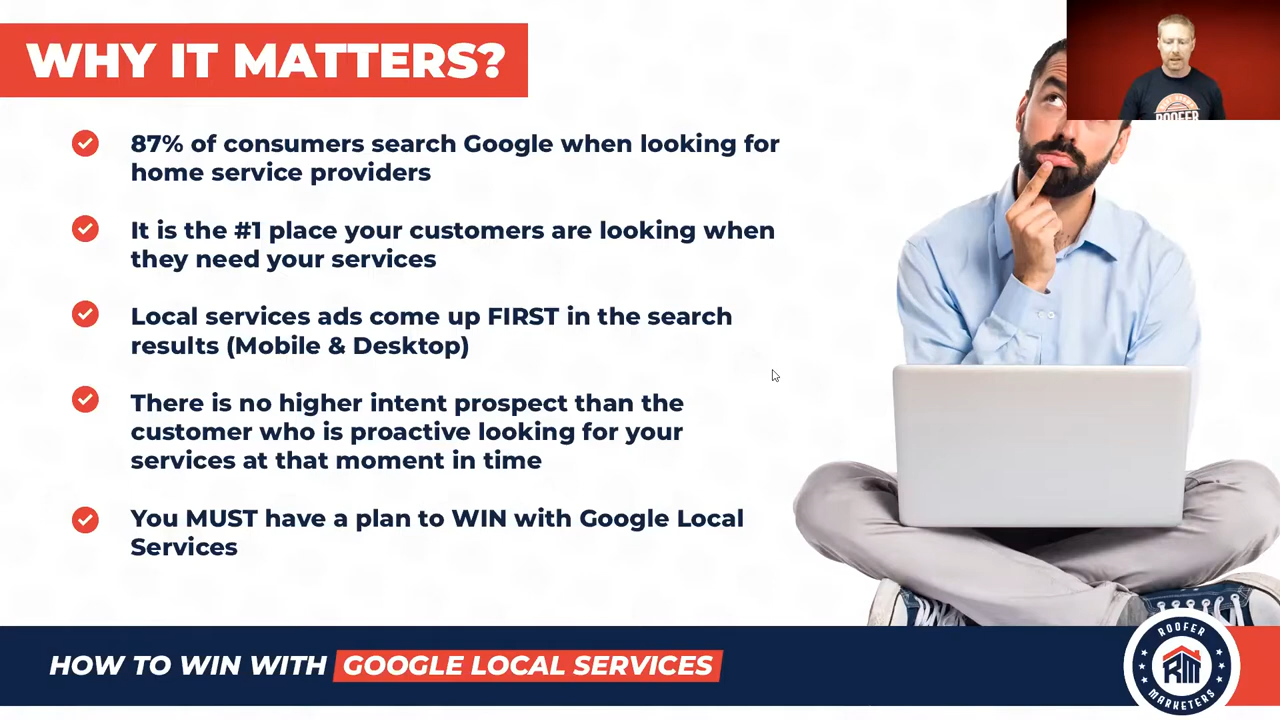 WHY IT MATTERS?
87% of consumers search Google when looking for
home service providers
It is the #1 place your customers are looking when
they need your services
Local services ads come up FIRST in the search
results (Mobile & Desktop)
There is no higher intent prospect than the
customer who is proactive looking for your
services at that moment in time
You MUST have a plan to WIN with Google Local
Services
HOW TO WIN WITH GOOGLE LOCAL SERVICES
ROOFER
RM
MARKETERS
ROOFER